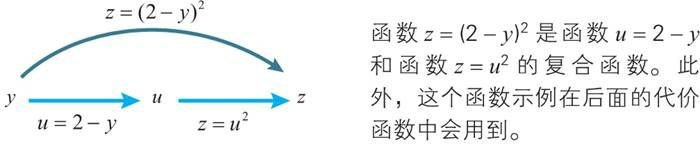 z = (2 − y)²
y
u
z
u = 2 − y
z = u²
函数 z = (2 − y)² 是函数 u = 2 − y
和函数 z = u² 的复合函数。此
外，这个函数示例在后面的代价
函数中会用到。